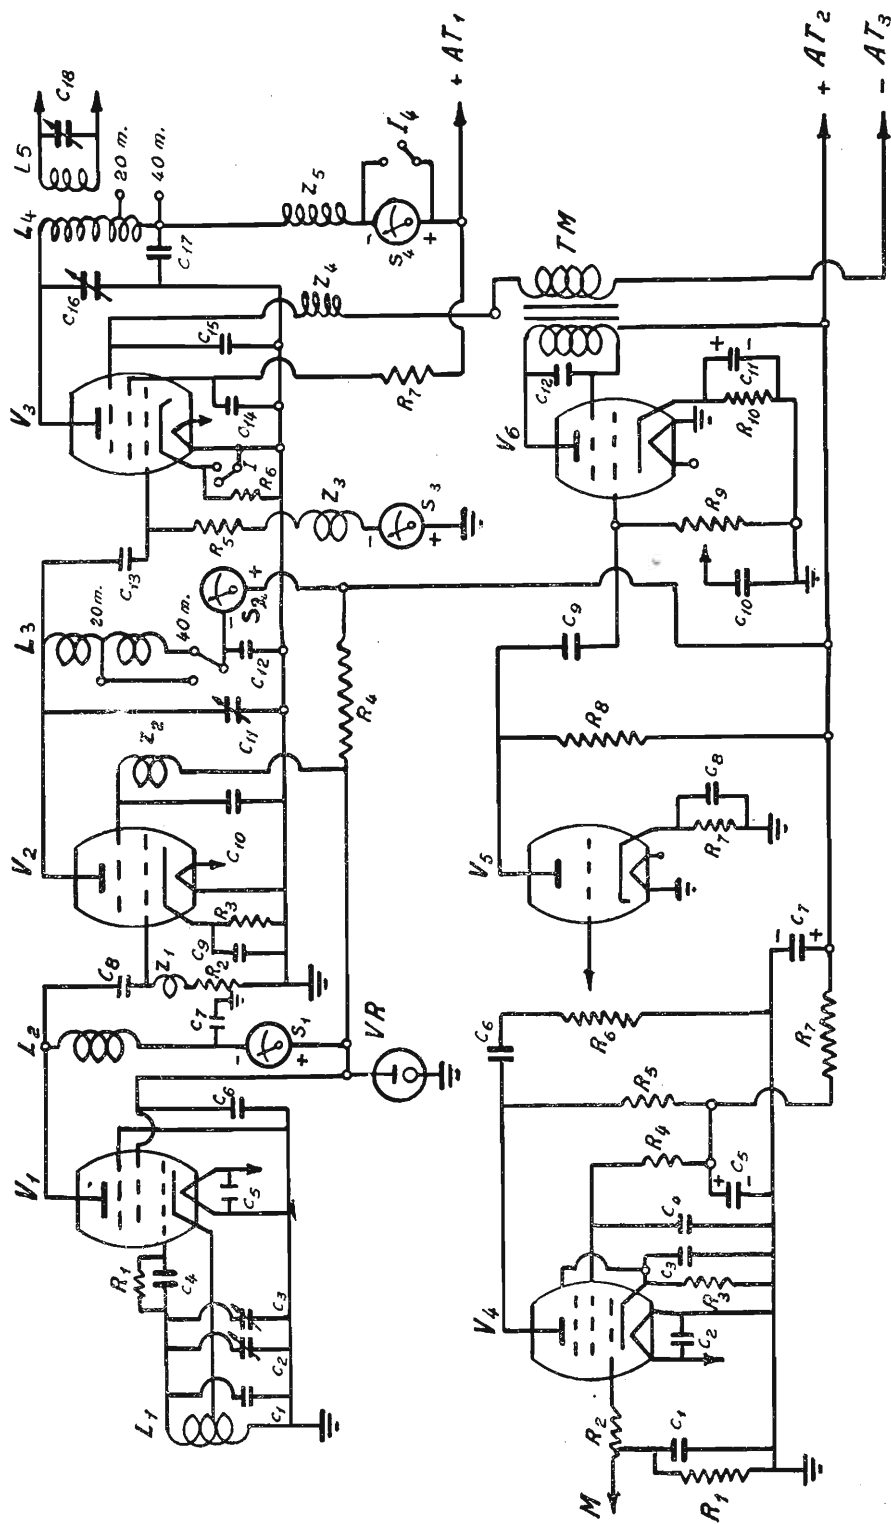 V1
L2
V2
L3
V3
L4
L5
C18
R1
C4
C5
C6
C7
C8
Z1
R2
C9
R3
C10
Z2
C11
20 m.
40 m.
C12
S2
C13
R5
Z3
S3
R6
I
C14
C15
C16
C17
20 m.
40 m.
L1
C1
C2
C3
S1
VR
R4
R7
Z4
Z5
S4
I4
+ AT1
V4
C6
V5
C9
V6
TM
M
R2
R1
C1
C2
R3
C3
R4
C5
R5
R6
R7
C7
R7
C8
R8
C10
R9
R10
C11
C12
+ AT2
- AT3